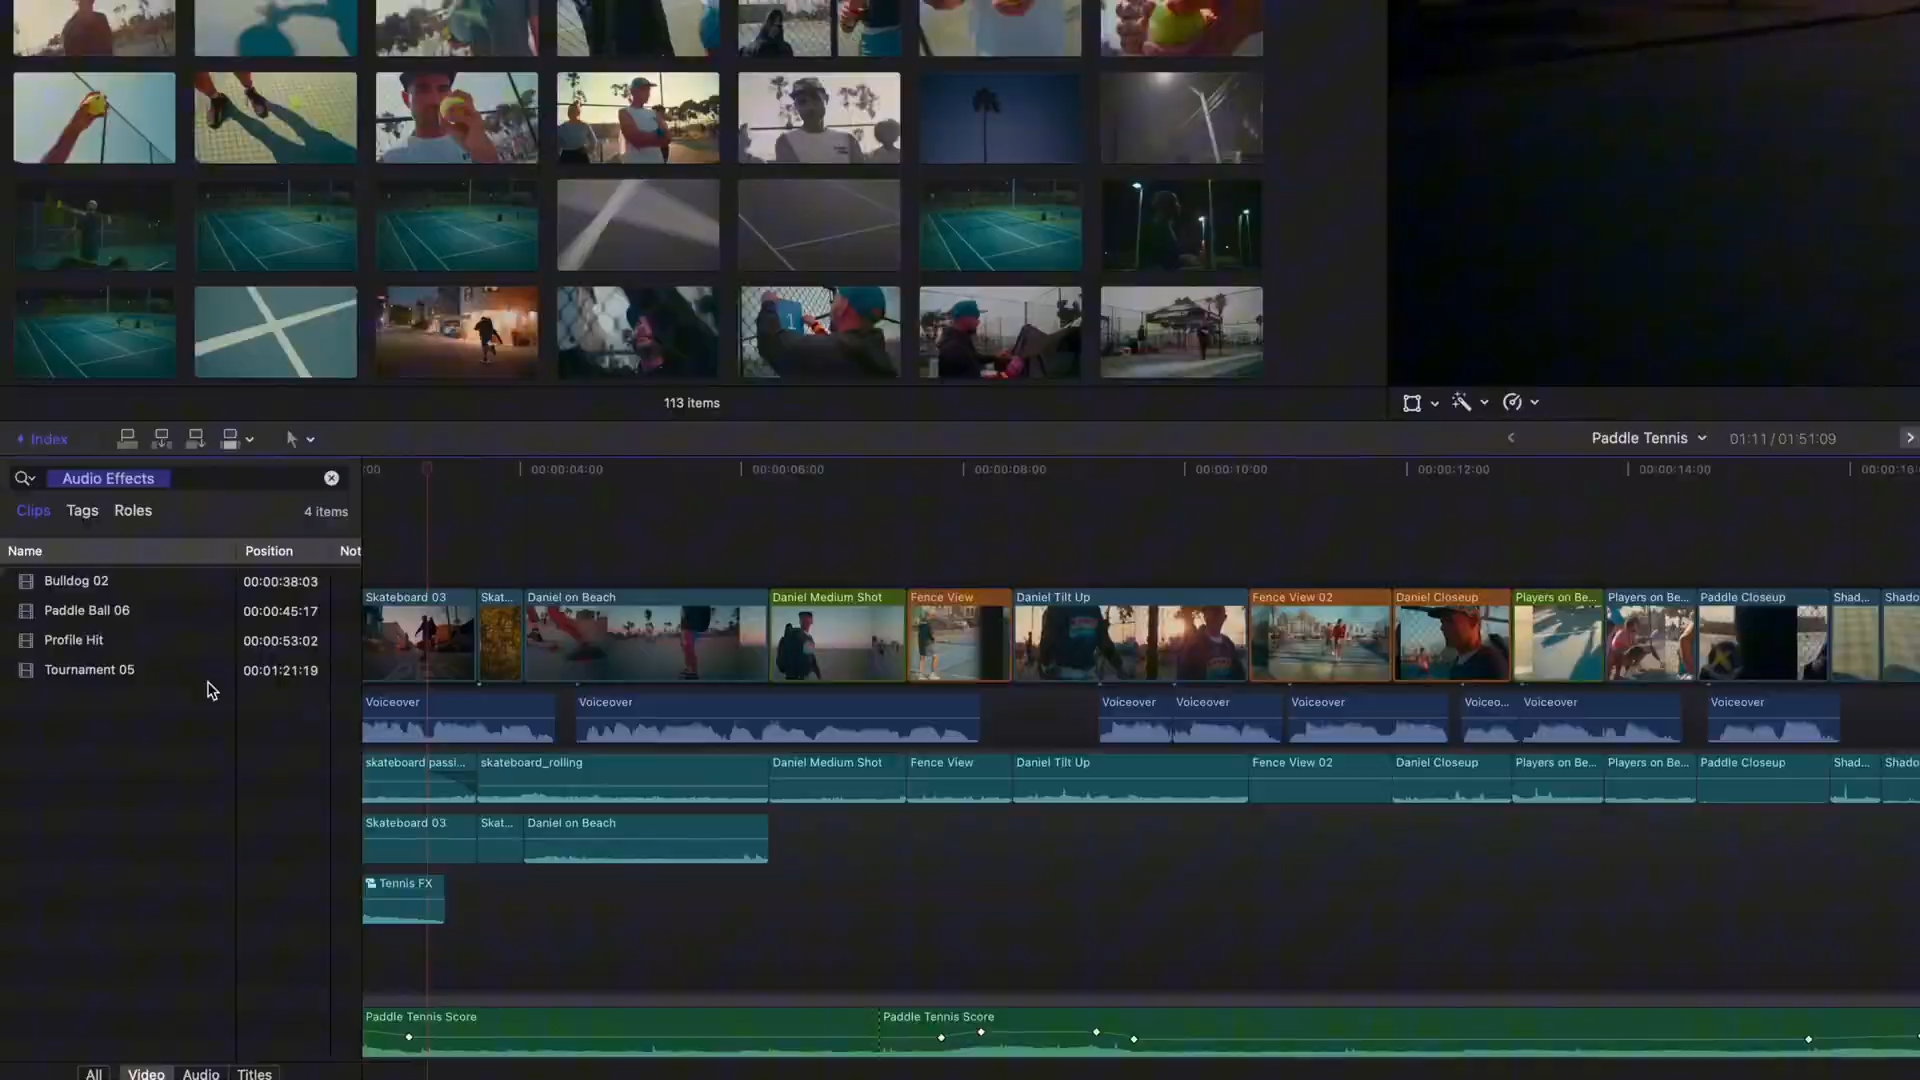 1
113 items
Index
Paddle Tennis
01:11 / 01:51:09
Audio Effects
:00
00:00:04:00
00:00:06:00
00:00:08:00
00:00:10:00
00:00:12:00
00:00:14:00
00:00:16:
Clips Tags Roles
4 items
Name Position Not
Bulldog 02 00:00:38:03
Paddle Ball 06 00:00:45:17
Profile Hit 00:00:53:02
Tournament 05 00:01:21:19
Skateboard 03
Skat...
Daniel on Beach
Daniel Medium Shot
Fence View
Daniel Tilt Up
Fence View 02
Daniel Closeup
Players on Be...
Players on Be...
Paddle Closeup
Shad...
Shado
Voiceover
Voiceover
Voiceover
Voiceover
Voiceover
Voiceo...
Voiceover
Voiceover
skateboard passi...
skateboard_rolling
Daniel Medium Shot
Fence View
Daniel Tilt Up
Fence View 02
Daniel Closeup
Players on Be...
Players on Be...
Paddle Closeup
Shad...
Shado
Skateboard 03
Skat...
Daniel on Beach
Tennis FX
Paddle Tennis Score
Paddle Tennis Score
All Video Audio Titles